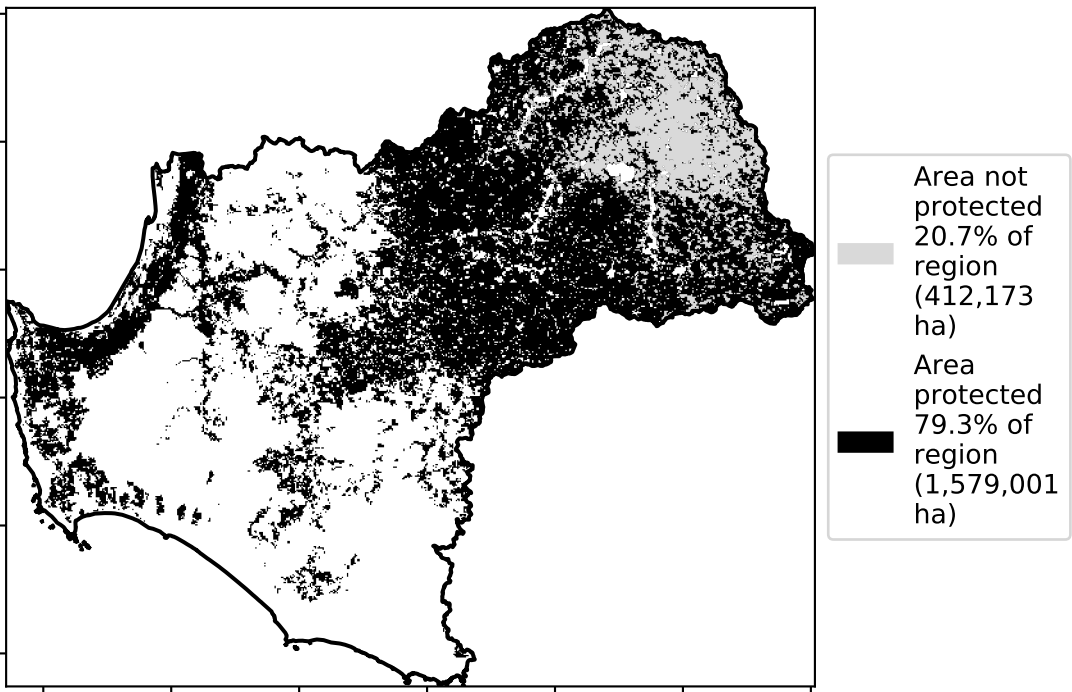 Area not
protected
20.7% of
region
(412,173
ha)
Area
protected
79.3% of
region
(1,579,001
ha)